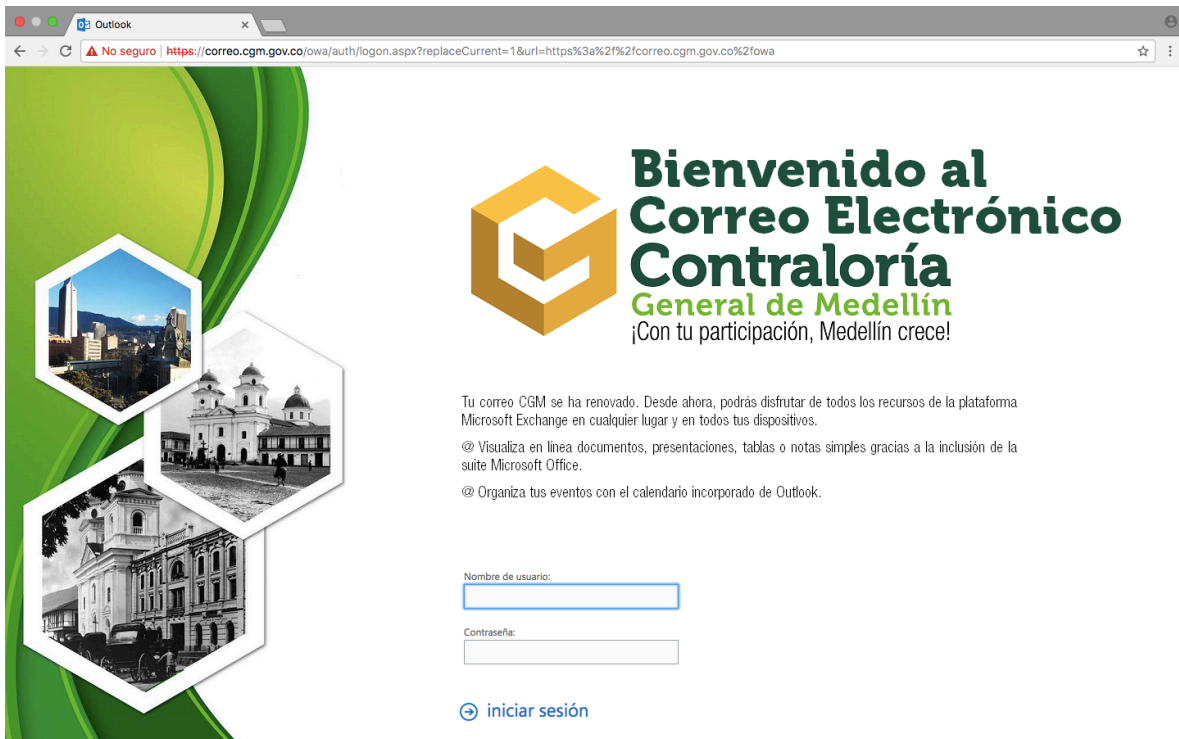 Outlook
No seguro | https://correo.cgm.gov.co/owa/auth/logon.aspx?replaceCurrent=1&url=https%3a%2f%2fcorreo.cgm.gov.co%2fowa
Bienvenido al
Correo Electrónico
Contraloría
General de Medellín
¡Con tu participación, Medellín crece!
Tu correo CGM se ha renovado. Desde ahora, podrás disfrutar de todos los recursos de la plataforma
Microsoft Exchange en cualquier lugar y en todos tus dispositivos.
@ Visualiza en línea documentos, presentaciones, tablas o notas simples gracias a la inclusión de la
suite Microsoft Office.
@ Organiza tus eventos con el calendario incorporado de Outlook.
Nombre de usuario:
Contraseña:
iniciar sesión